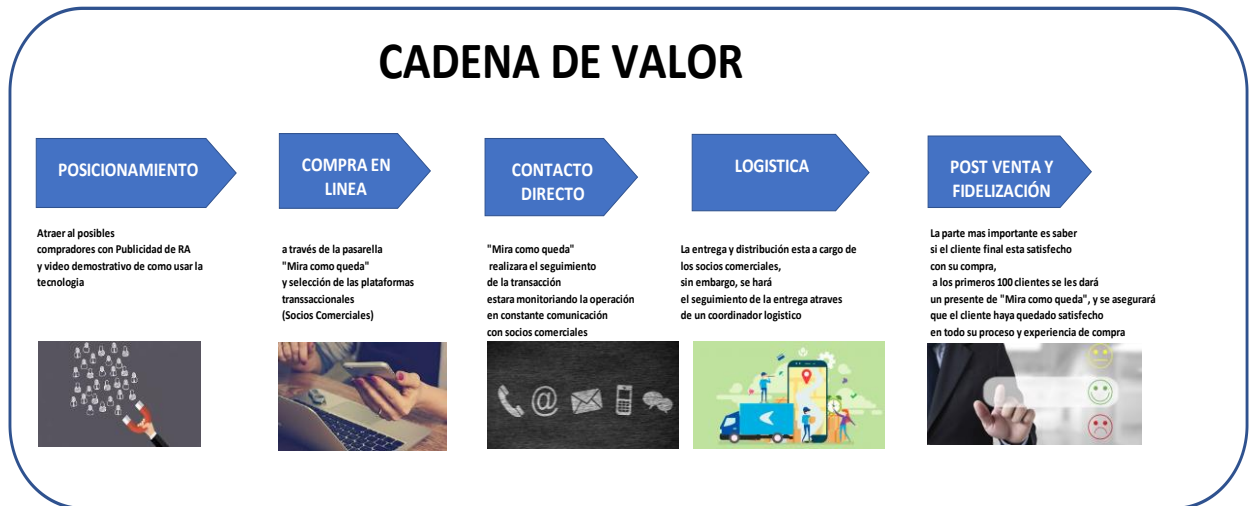 CADENA DE VALOR
POSICIONAMIENTO
Atraer al posibles
compradores con Publicidad de RA
y video demostrativo de como usar la
tecnologia
COMPRA EN
LINEA
a través de la pasarella
"Mira como queda"
y selección de las plataformas
transsaccionales
(Socios Comerciales)
CONTACTO
DIRECTO
"Mira como queda"
realizara el seguimiento
de la transacción
estara monitoriando la operación
en constante comunicación
con socios comerciales
LOGISTICA
La entrega y distribución esta a cargo de
los socios comerciales,
sin embargo, se hará
el seguimiento de la entrega atraves
de un coordinador logistico
POST VENTA Y
FIDELIZACIÓN
La parte mas importante es saber
si el cliente final esta satisfecho
con su compra,
a los primeros 100 clientes se les dará
un presente de "Mira como queda", y se asegurará
que el cliente haya quedado satisfecho
en todo su proceso y experiencia de compra